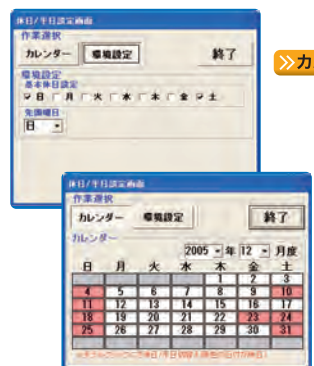 休日/平日設定画面
作業選択
カレンダー 環境設定 終了
環境設定
基本休日設定
日 月 火 水 木 金 土
先頭曜日
日
≫カ
休日/平日設定画面
作業選択
カレンダー 環境設定 終了
カレンダー
2005 年 12 月度
日 月 火 水 木 金 土
1 2 3
4 5 6 7 8 9 10
11 12 13 14 15 16 17
18 19 20 21 22 23 24
25 26 27 28 29 30 31